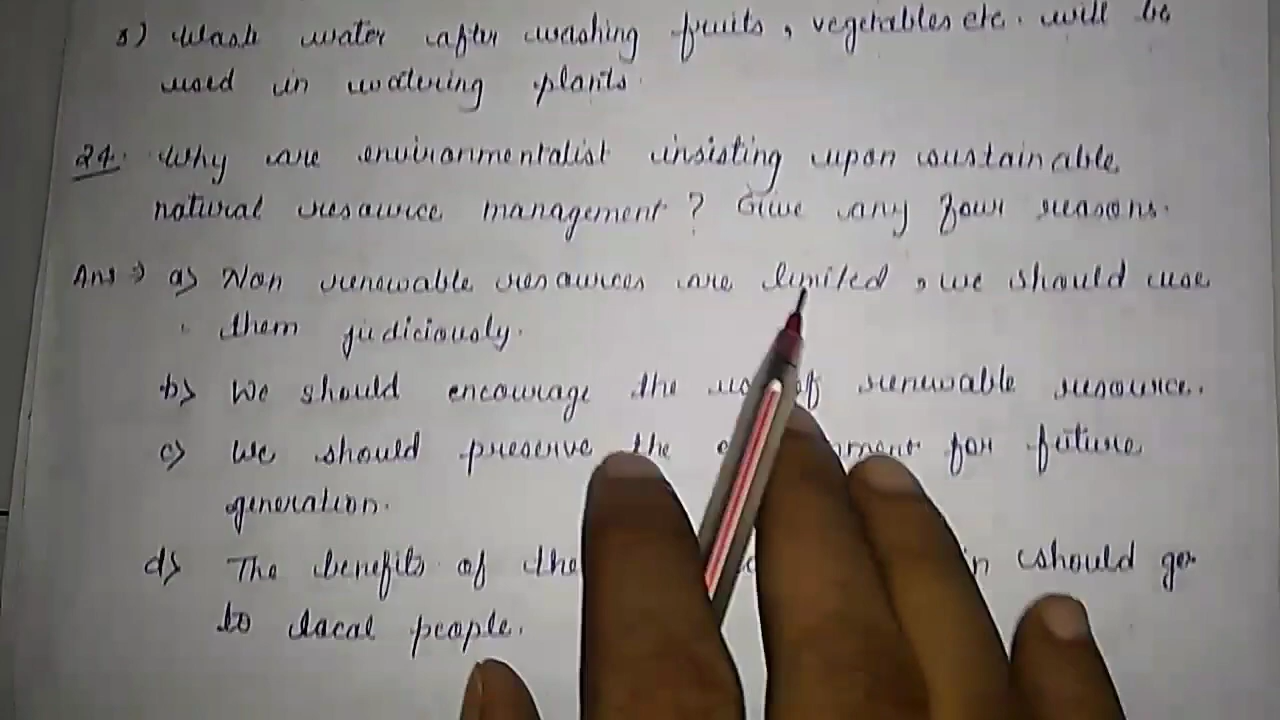 3) Wash water after washing fruits, vegetables etc. will be
used in watering plants.
24. Why are environmentalist insisting upon sustainable
natural resource management? Give any four reasons.
Ans → a) Non renewable resources are limited, we should use
them judiciously.
b) We should encourage the of renewable resource.
c) We should preserve the for future
generation.
d) The benefits of the should go
to local people.